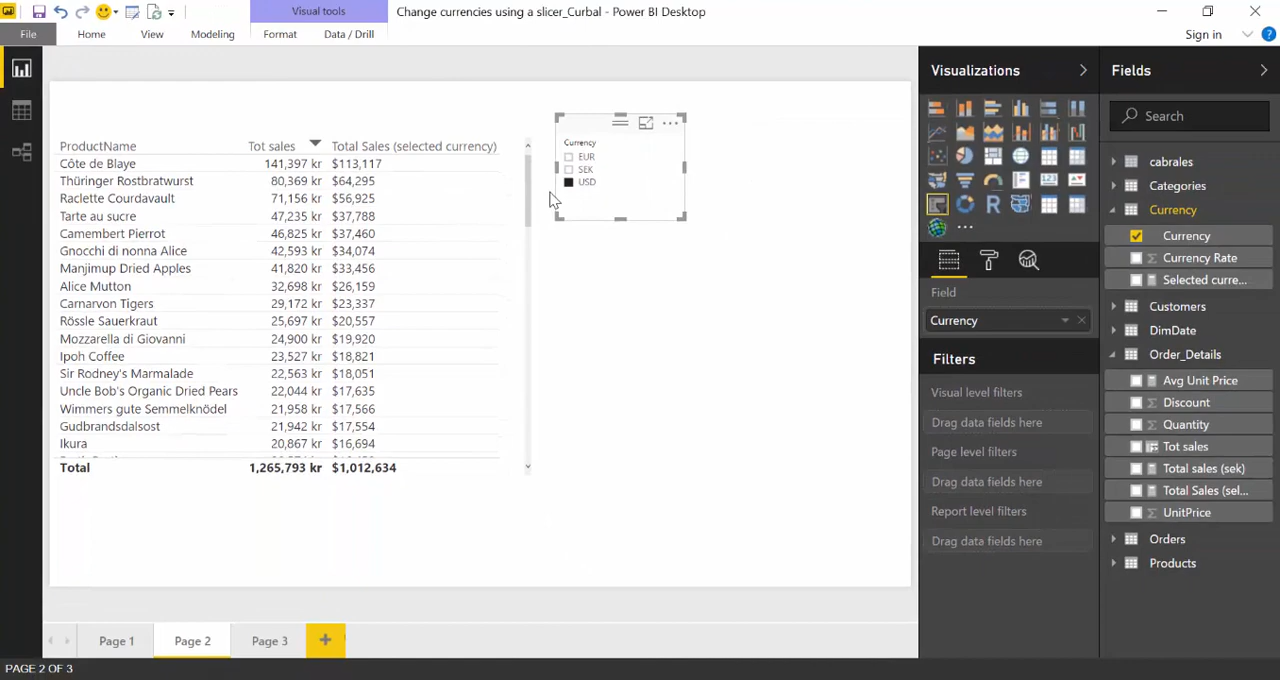 Visual tools
Change currencies using a slicer_Curbal - Power BI Desktop
File Home View Modeling Format Data / Drill Sign in ?
Visualizations
Fields
Search
ProductName Tot sales Total Sales (selected currency)
Côte de Blaye 141,397 kr $113,117
Thüringer Rostbratwurst 80,369 kr $64,295
Raclette Courdavault 71,156 kr $56,925
Tarte au sucre 47,235 kr $37,788
Camembert Pierrot 46,825 kr $37,460
Gnocchi di nonna Alice 42,593 kr $34,074
Manjimup Dried Apples 41,820 kr $33,456
Alice Mutton 32,698 kr $26,159
Carnarvon Tigers 29,172 kr $23,337
Rössle Sauerkraut 25,697 kr $20,557
Mozzarella di Giovanni 24,900 kr $19,920
Ipoh Coffee 23,527 kr $18,821
Sir Rodney's Marmalade 22,563 kr $18,051
Uncle Bob's Organic Dried Pears 22,044 kr $17,635
Wimmers gute Semmelknödel 21,958 kr $17,566
Gudbrandsdalsost 21,942 kr $17,554
Ikura 20,867 kr $16,694
Total 1,265,793 kr $1,012,634
Currency
EUR
SEK
USD
Field
Currency
Filters
Visual level filters
Drag data fields here
Page level filters
Drag data fields here
Report level filters
Drag data fields here
cabrales
Categories
Currency
Currency
Currency Rate
Selected curre...
Customers
DimDate
Order_Details
Avg Unit Price
Discount
Quantity
Tot sales
Total sales (sek)
Total Sales (sel...
UnitPrice
Orders
Products
Page 1 Page 2 Page 3 +
PAGE 2 OF 3